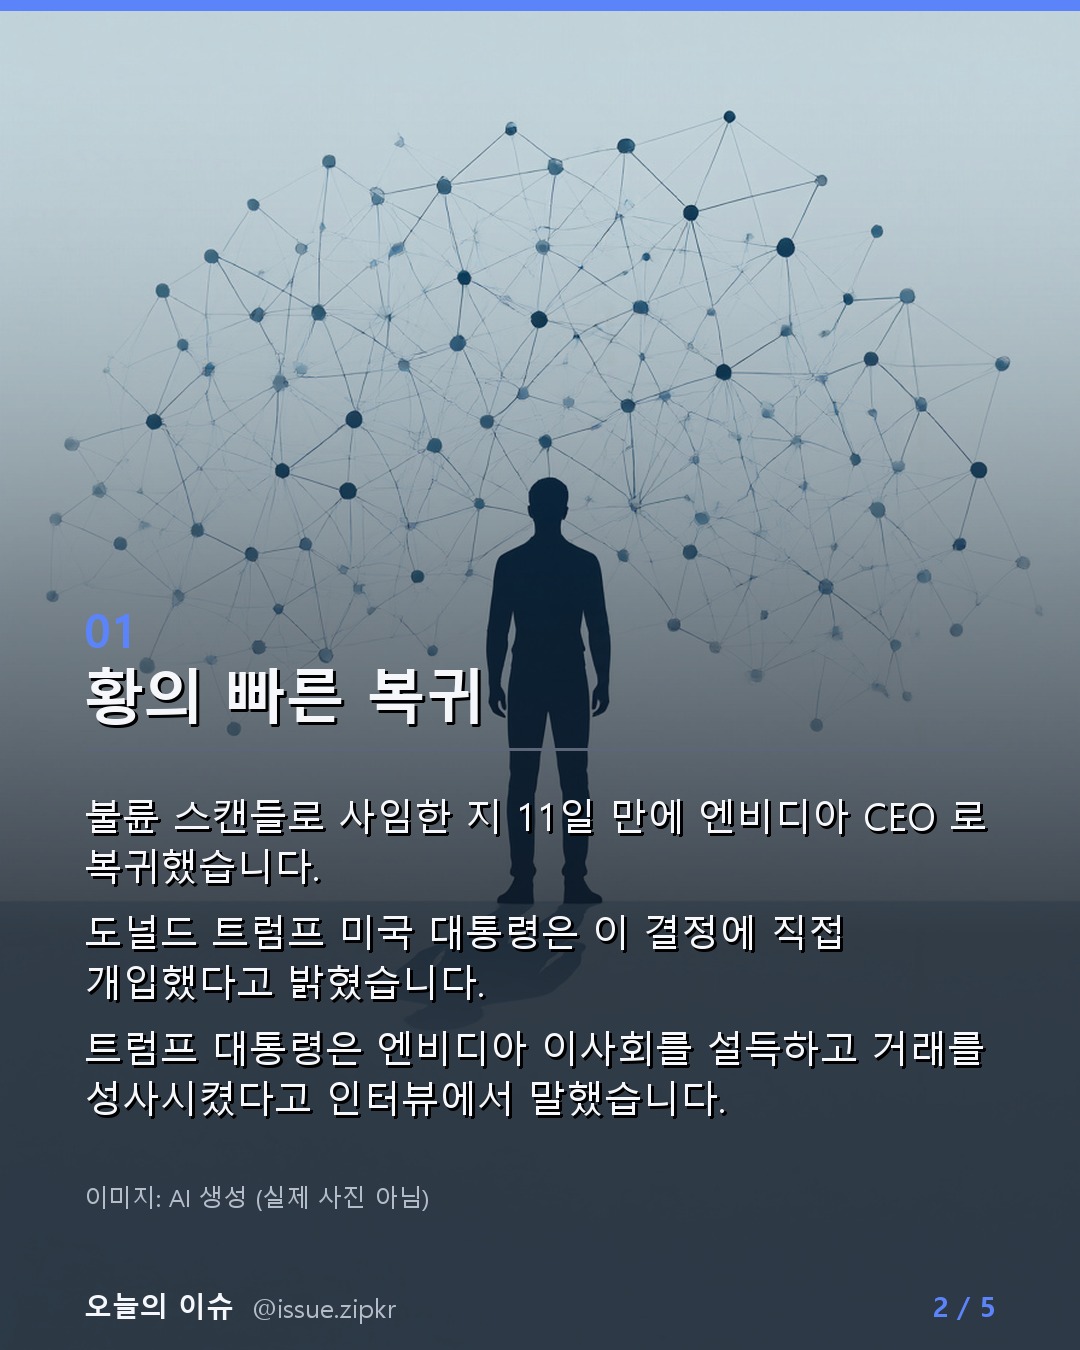 01
황의 빠른 복귀
불륜 스캔들로 사임한 지 11일 만에 엔비디아 CEO 로
복귀했습니다.
도널드 트럼프 미국 대통령은 이 결정에 직접
개입했다고 밝혔습니다.
트럼프 대통령은 엔비디아 이사회를 설득하고 거래를
성사시켰다고 인터뷰에서 말했습니다.
이미지: AI 생성 (실제 사진 아님)
오늘의 이슈 @issue.zipkr
2 / 5